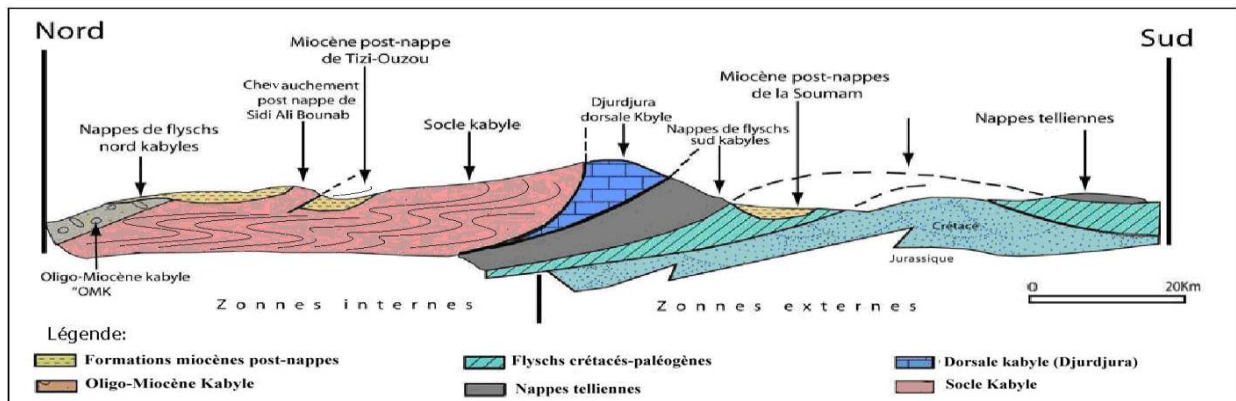 Nord
Sud
Miocène post-nappe
de Tizi-Ouzou
Chevauchement
post nappe de
Sidi Ali Bounab
Nappes de flyschs
nord kabyles
Socle kabyle
Djurdjura
dorsale Kbyle
Nappes de flyschs
sud kabyles
Miocène post-nappes
de la Soumam
Nappes telliennes
Crétacé
Jurassique
Oligo-Miocène kabyle
"OMK
Zonnes internes
Zonnes externes
0 20Km
Légende:
Formations miocènes post-nappes
Oligo-Miocène Kabyle
Flyschs crétacés-paléogènes
Nappes telliennes
Dorsale kabyle (Djurdjura)
Socle Kabyle